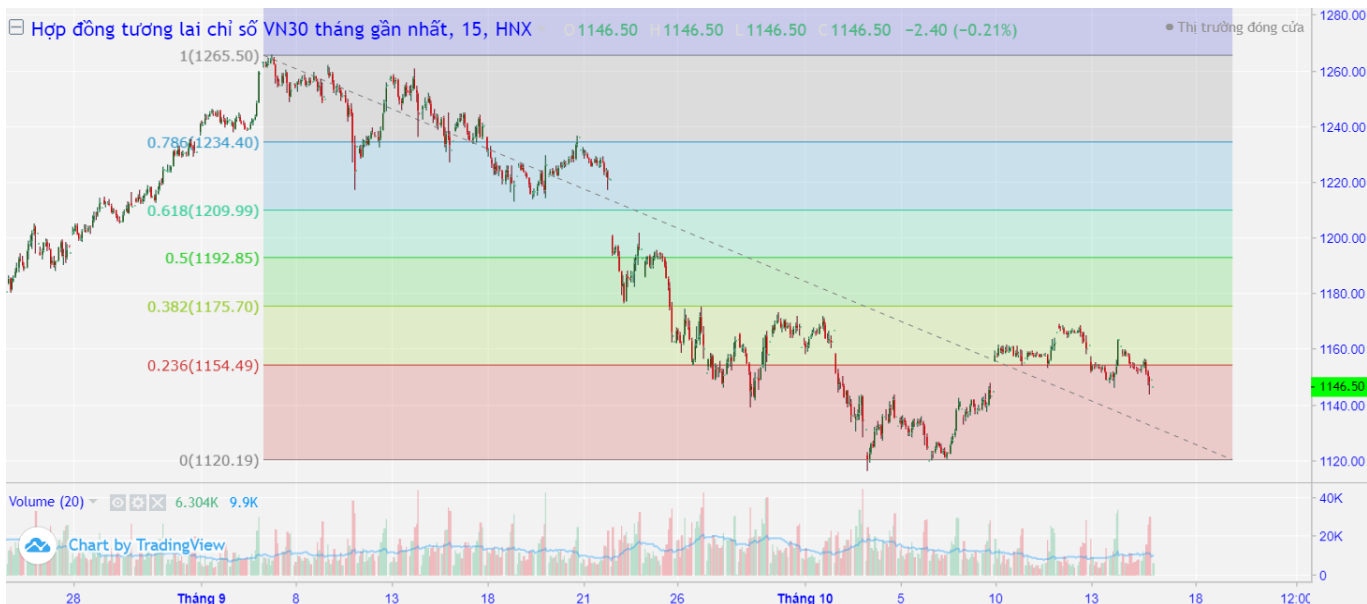 Hợp đồng tương lai chỉ số VN30 tháng gần nhất, 15, HNX O1146.50 H1146.50 L1146.50 C1146.50 −2.40 (−0.21%)
Thị trường đóng cửa
1280.00
1(1265.50)
1260.00
1240.00
0.786(1234.40)
1220.00
0.618(1209.99)
1200.00
0.5(1192.85)
1180.00
0.382(1175.70)
1160.00
0.236(1154.49)
1146.50
1140.00
0(1120.19)
1120.00
Volume (20) 6.304K 9.9K
40K
Chart by TradingView
20K
0
28 Tháng 9 8 13 18 21 26 Tháng 10 5 10 13 18 12:00